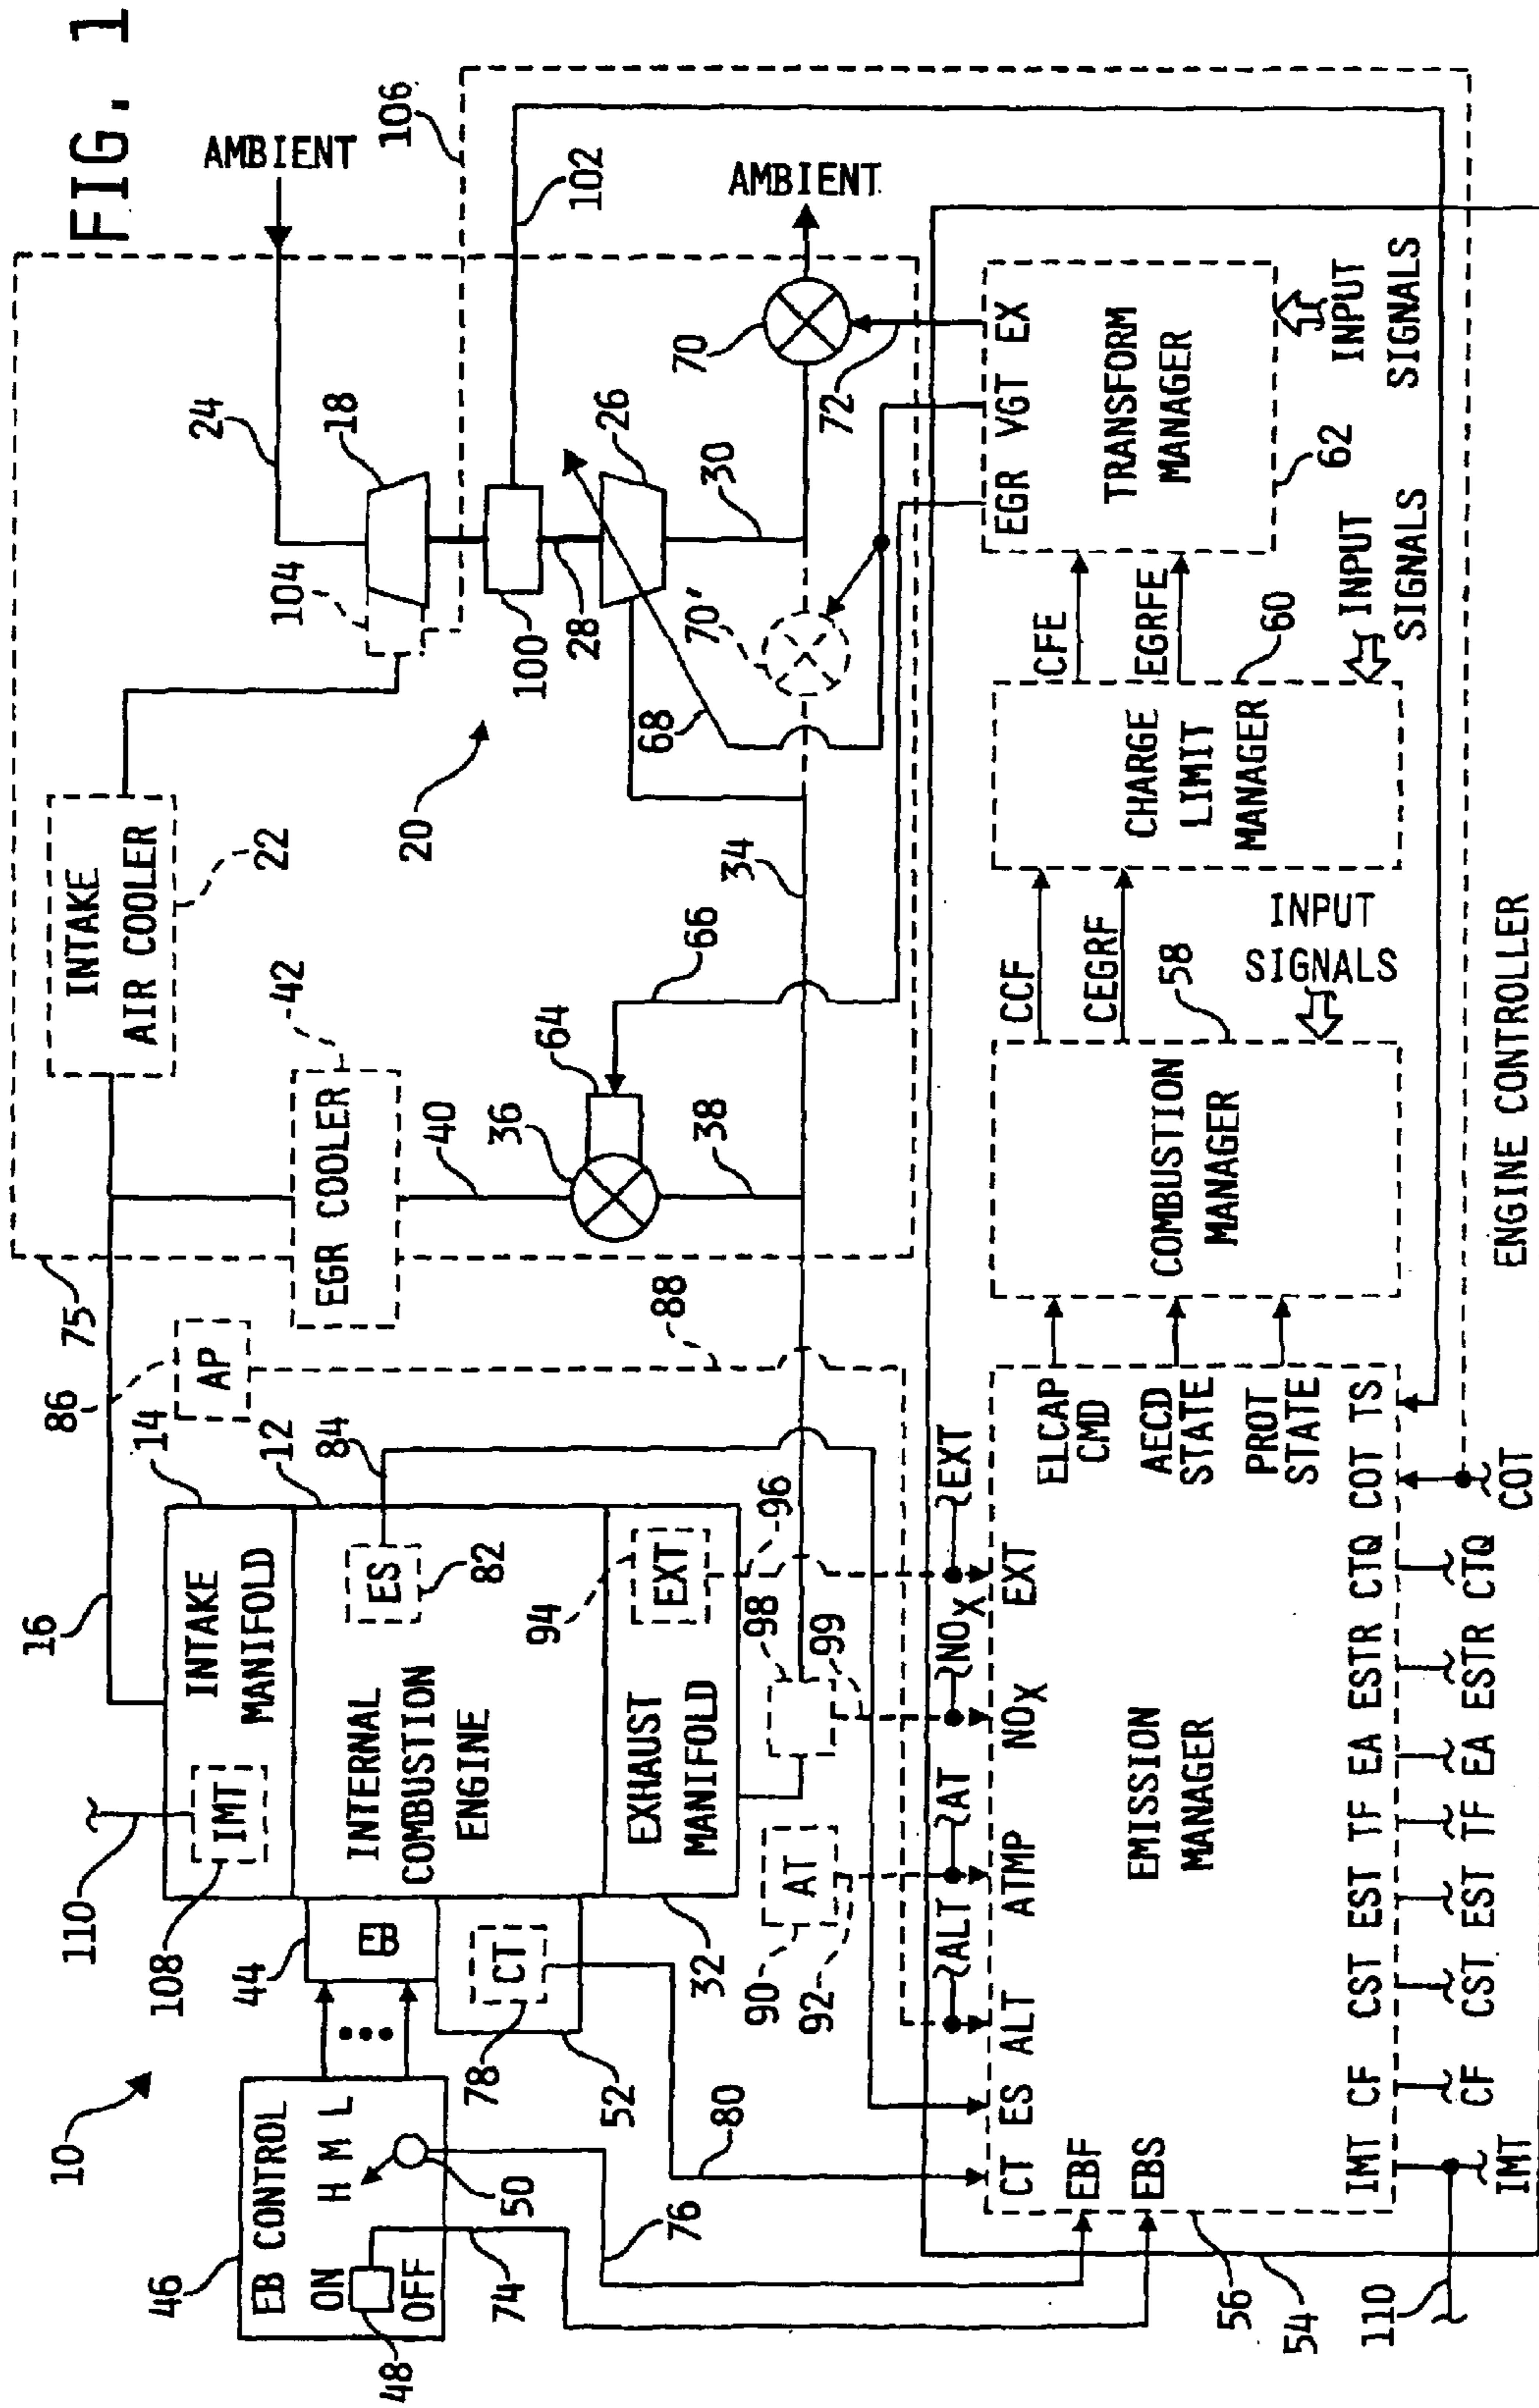 FIG. 1
10
46
EB CONTROL
ON
OFF
H M L
48
50
74
76
110
108
IMT
INTAKE
MANIFOLD
14
16
12
INTERNAL
COMBUSTION
ENGINE
ES
82
84
44
EB
CT
78
52
80
EXHAUST
MANIFOLD
32
EXT
94
96
98
99
AT
90
92
86
AP
88
75
INTAKE
AIR COOLER
22
EGR COOLER
42
40
36
64
38
66
34
20
AMBIENT
24
18
104
106
100
102
28
26
68
30
70'
70
72
AMBIENT
ALT
AT
NOX
EXT
CT ES ALT ATMP NOX EXT
EBF
EBS
EMISSION
MANAGER
ELCAP
CMD
AECD
STATE
PROT
STATE
IMT CF CST EST TF EA ESTR CTQ COT TS
IMT CF CST EST TF EA ESTR CTQ COT
110
56
54
COMBUSTION
MANAGER
58
INPUT
SIGNALS
CCF
CEGRF
CHARGE
LIMIT
MANAGER
60
INPUT
SIGNALS
CFE
EGRFE
EGR VGT EX
TRANSFORM
MANAGER
62
INPUT
SIGNALS
ENGINE CONTROLLER